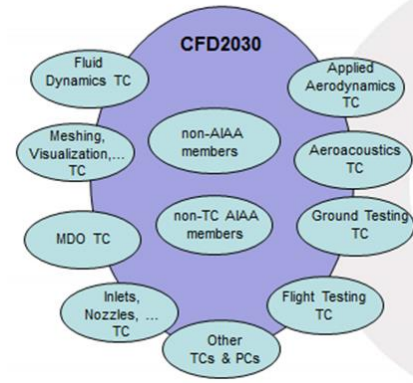 CFD2030
Fluid
Dynamics TC
Applied
Aerodynamics
TC
Meshing,
Visualization,...
TC
non-AIAA
members
Aeroacoustics
TC
MDO TC
non-TC AIAA
members
Ground Testing
TC
Inlets,
Nozzles, ...
TC
Flight Testing
TC
Other
TCs & PCs